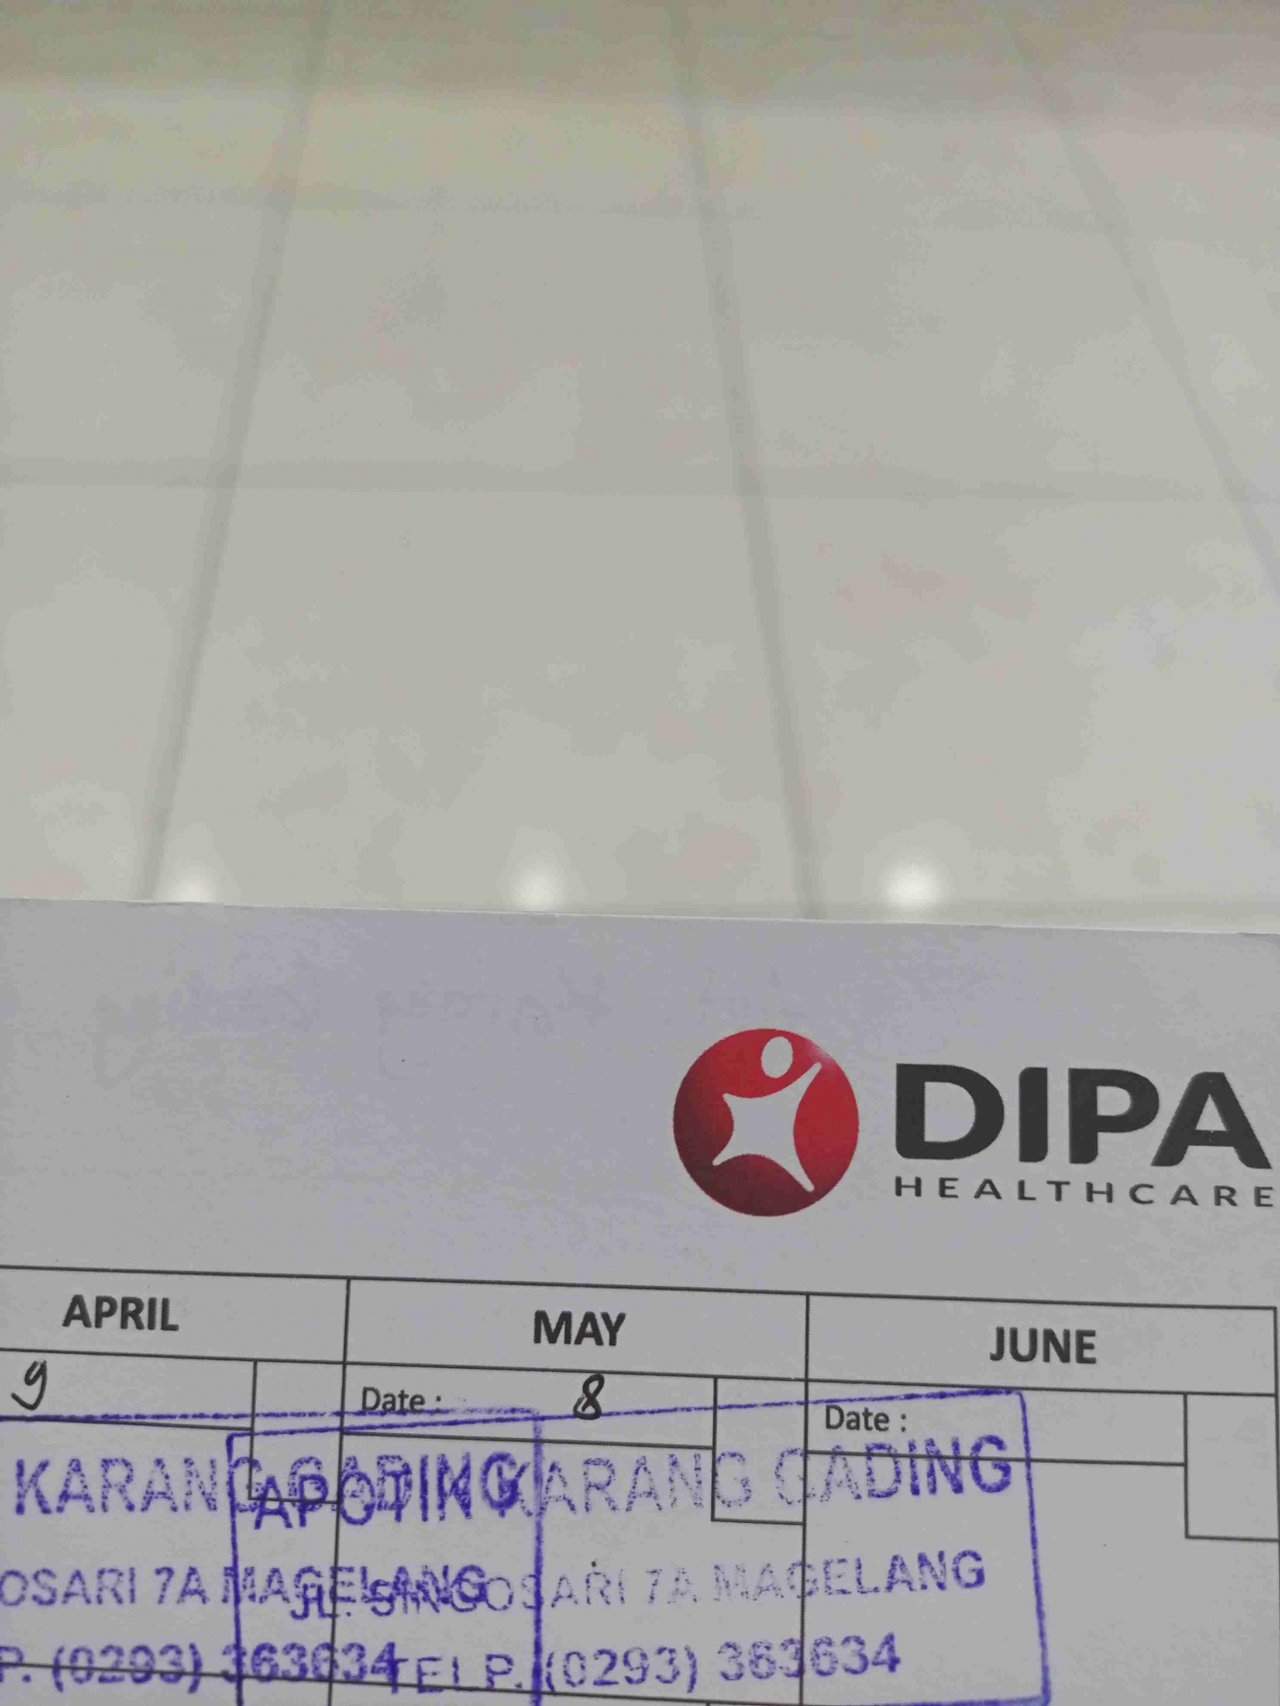 DIPA
HEALTHCARE
APRIL
MAY
JUNE
9
Date :
8
Date :
KARANG GADING
APOTIK KARANG GADING
OSARI 7A MAGELANG
JL. SINGOSARI 7A MAGELANG
P. (0293) 363634
TELP. (0293) 363634